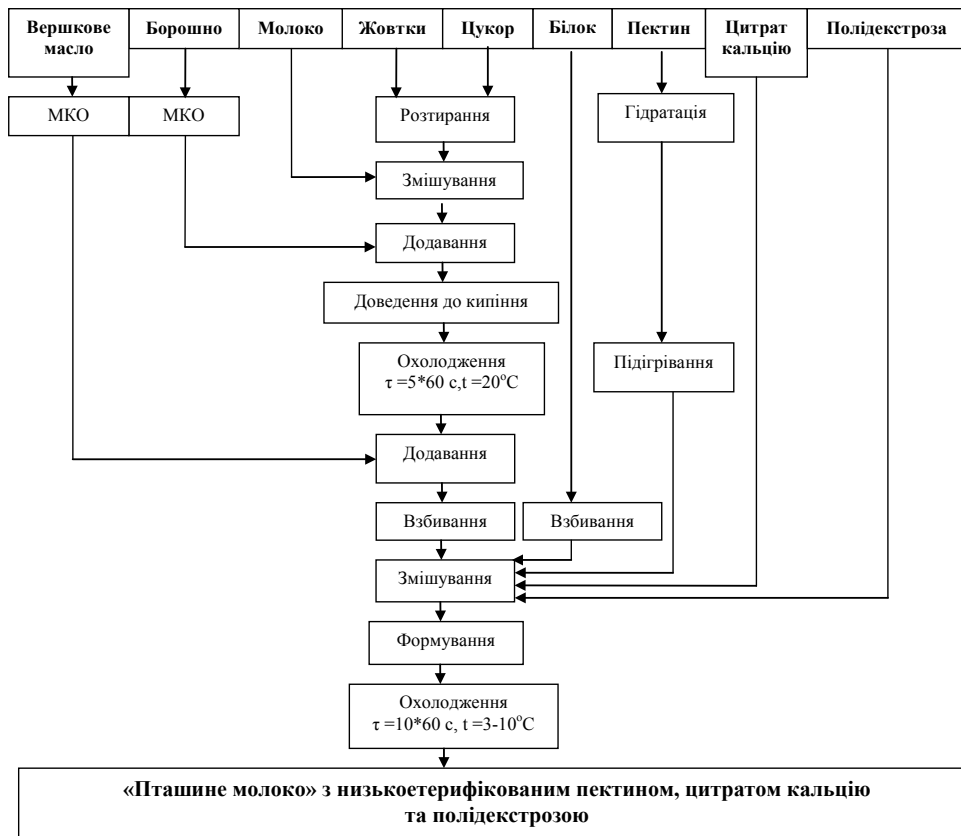 Вершкове
масло
Борошно
Молоко
Жовтки
Цукор
Білок
Пектин
Цитрат
кальцію
Полідекстроза
МКО
МКО
Розтирання
Гідратація
Змішування
Додавання
Доведення до кипіння
Охолодження
τ =5*60 с,t =20°С
Підігрівання
Додавання
Взбивання
Взбивання
Змішування
Формування
Охолодження
τ =10*60 с, t =3-10°С
«Пташине молоко» з низькоетерифікованим пектином, цитратом кальцію
та полідекстрозою